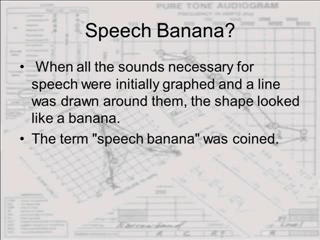 PURE TONE AUDIOGRAM
Speech Banana?
• When all the sounds necessary for
speech were initially graphed and a line
was drawn around them, the shape looked
like a banana.
• The term "speech banana" was coined.